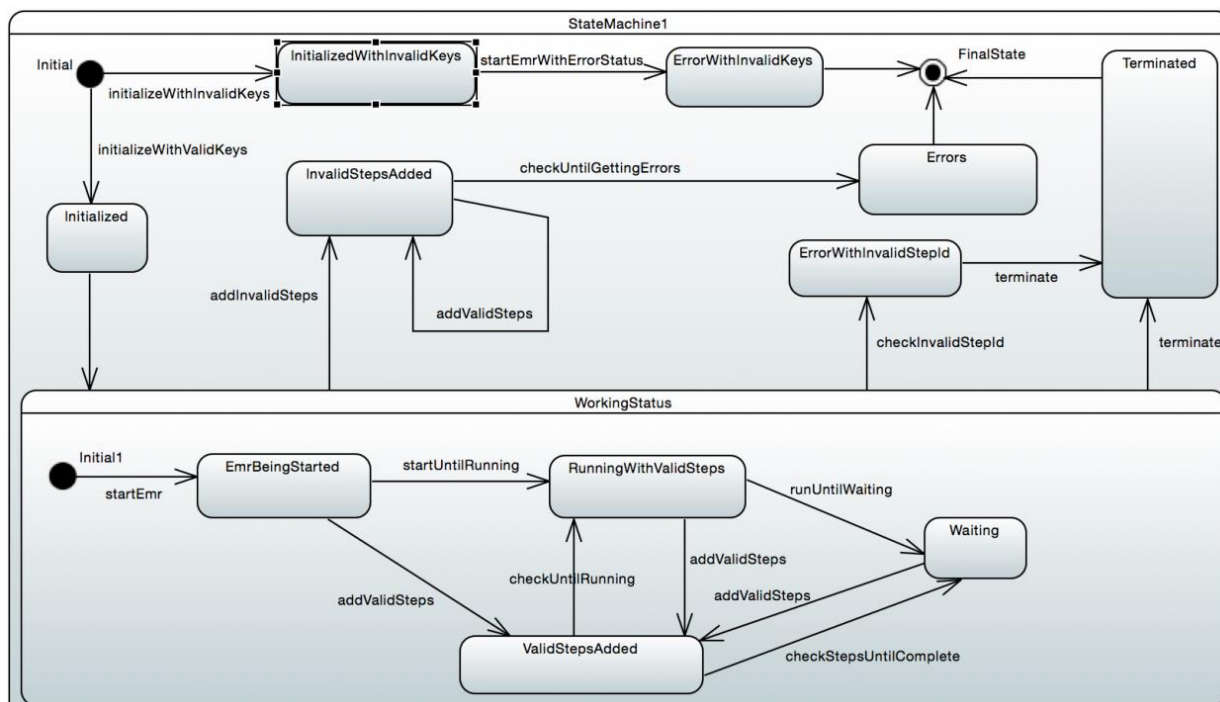 StateMachine1
Initial
initializeWithInvalidKeys
InitializedWithInvalidKeys
startEmrWithErrorStatus
ErrorWithInvalidKeys
FinalState
Terminated
initializeWithValidKeys
Initialized
InvalidStepsAdded
checkUntilGettingErrors
Errors
addInvalidSteps
addValidSteps
ErrorWithInvalidStepId
terminate
checkInvalidStepId
terminate
WorkingStatus
Initial1
startEmr
EmrBeingStarted
startUntilRunning
RunningWithValidSteps
runUntilWaiting
Waiting
addValidSteps
checkUntilRunning
addValidSteps
addValidSteps
ValidStepsAdded
checkStepsUntilComplete